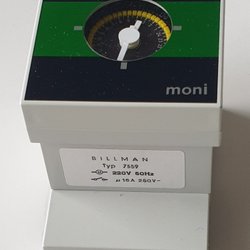 moni
BILLMAN
Typ 7559
220V 50Hz
µ 16A 250V~